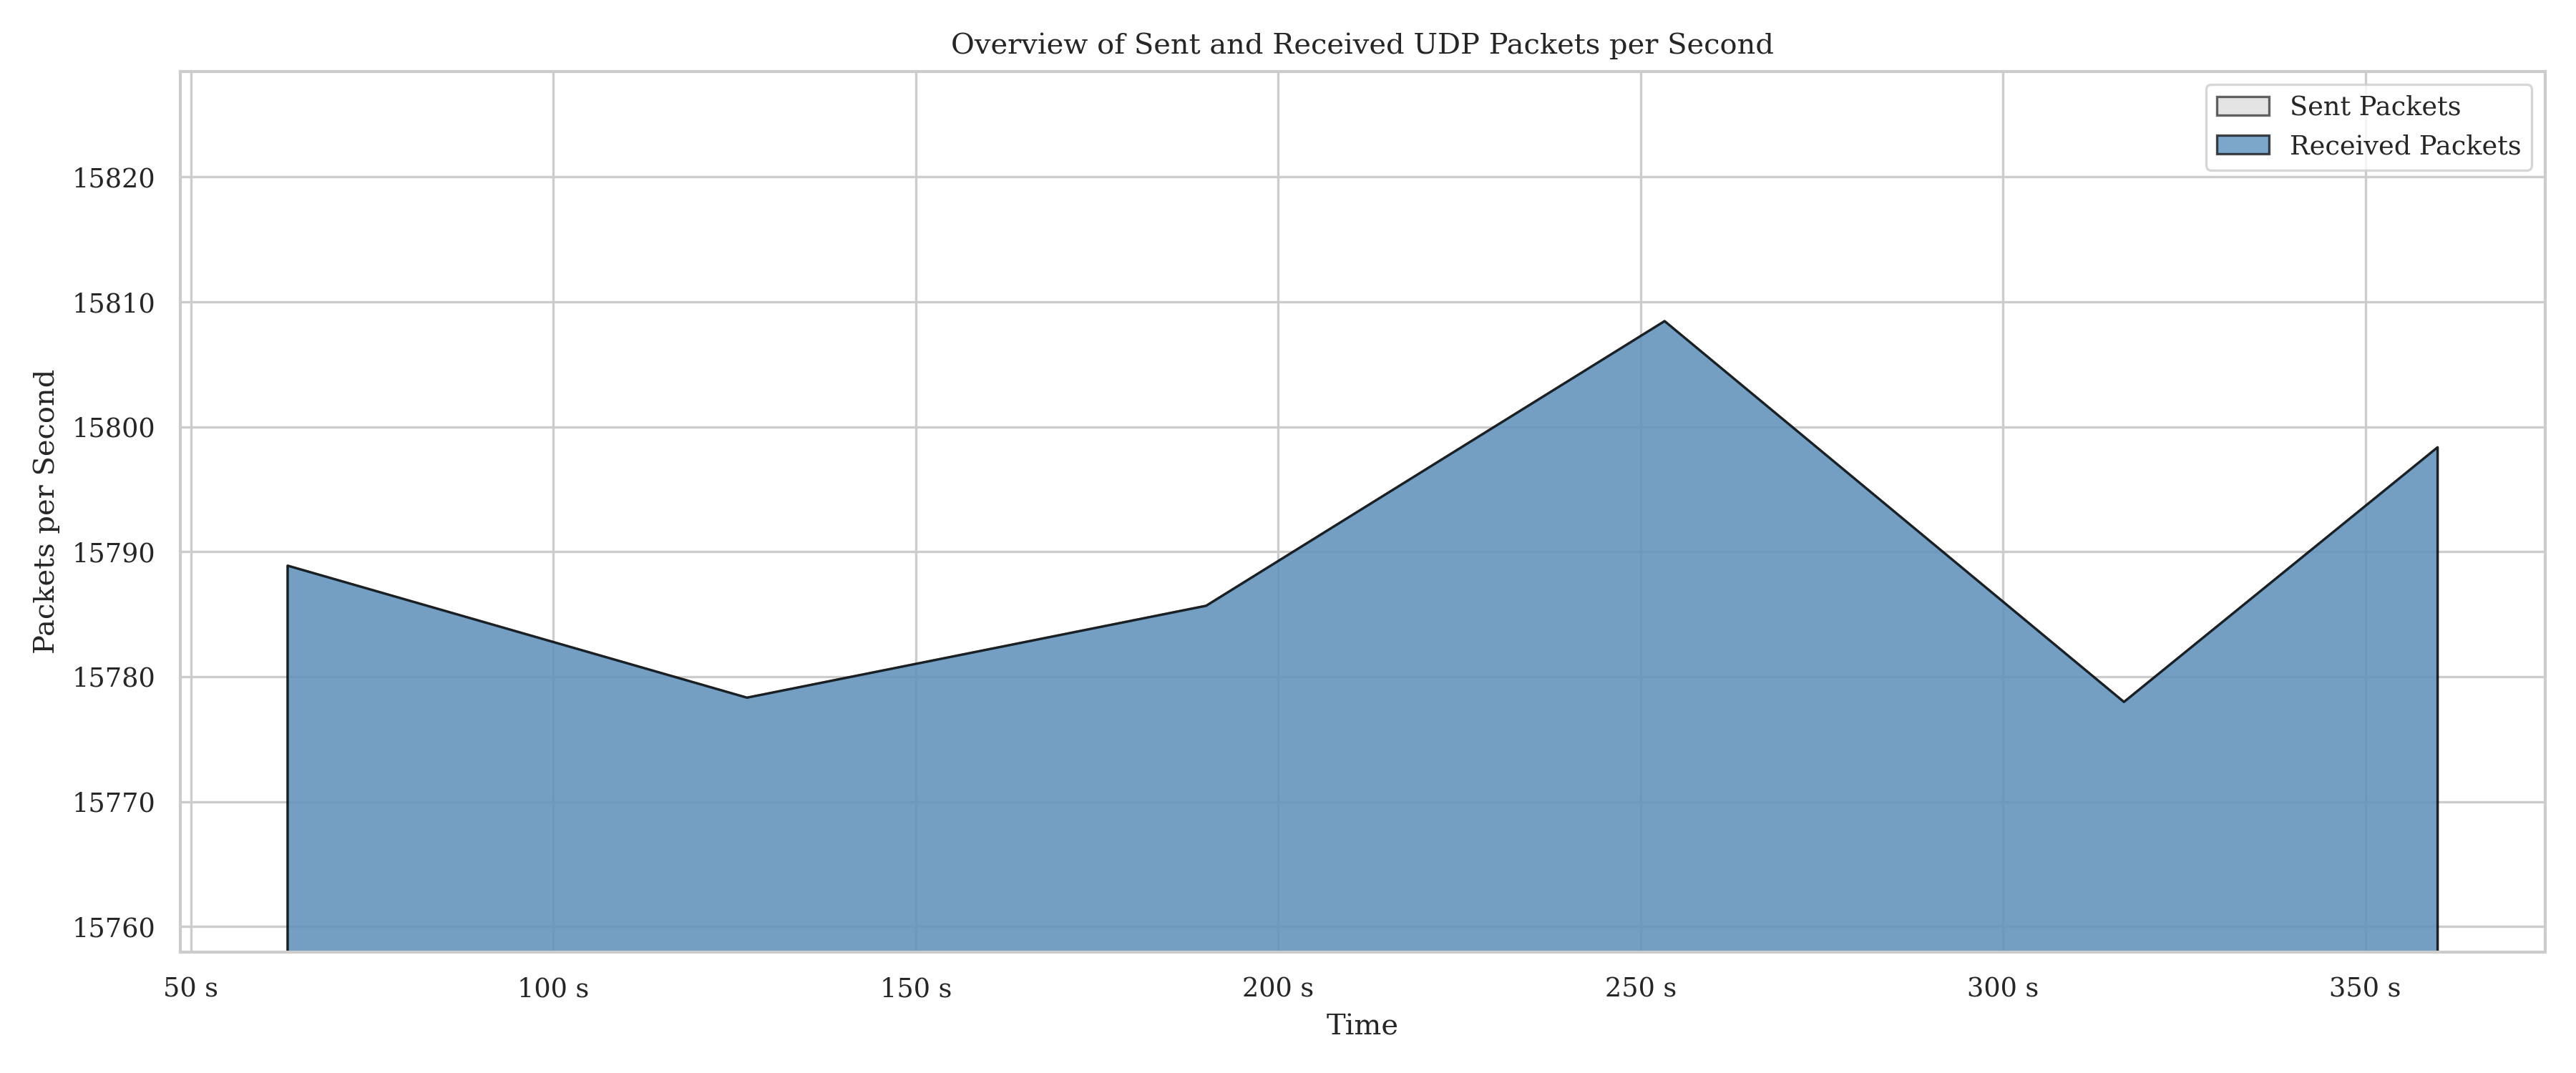 Overview of Sent and Received UDP Packets per Second
Sent Packets
Received Packets
Packets per Second
15820
15810
15800
15790
15780
15770
15760
50 s
100 s
150 s
200 s
250 s
300 s
350 s
Time